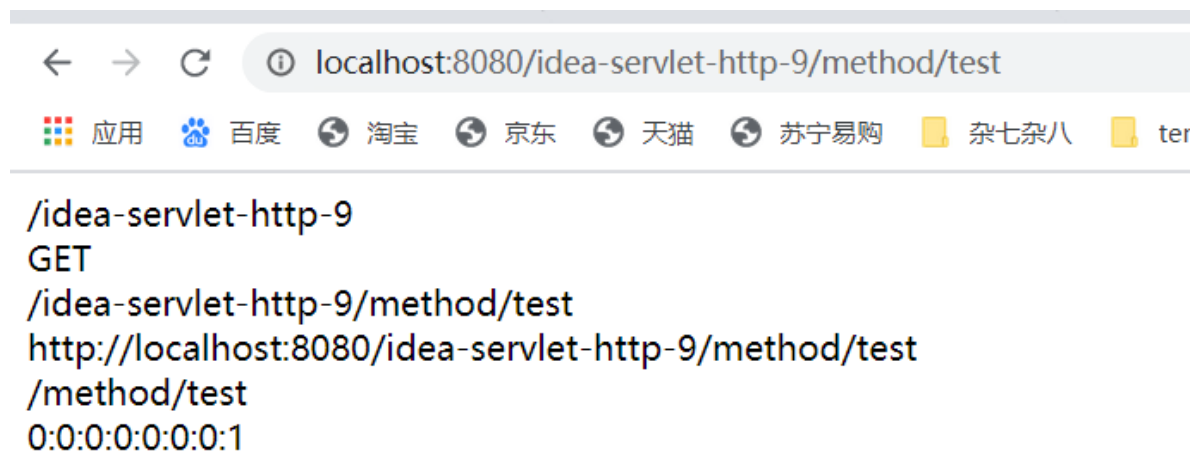 localhost:8080/idea-servlet-http-9/method/test
应用 百度 淘宝 京东 天猫 苏宁易购 杂七杂八 ter
/idea-servlet-http-9
GET
/idea-servlet-http-9/method/test
http://localhost:8080/idea-servlet-http-9/method/test
/method/test
0:0:0:0:0:0:0:1